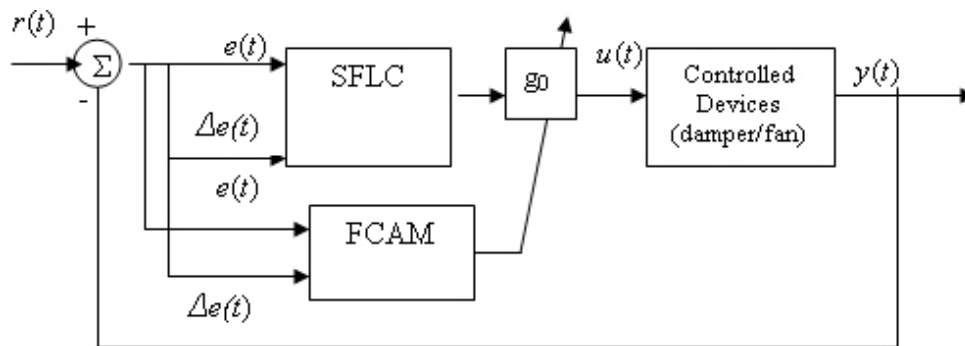 r(t)
+
Σ
-
e(t)
Δe(t)
SFLC
g0
u(t)
Controlled
Devices
(damper/fan)
y(t)
e(t)
Δe(t)
FCAM